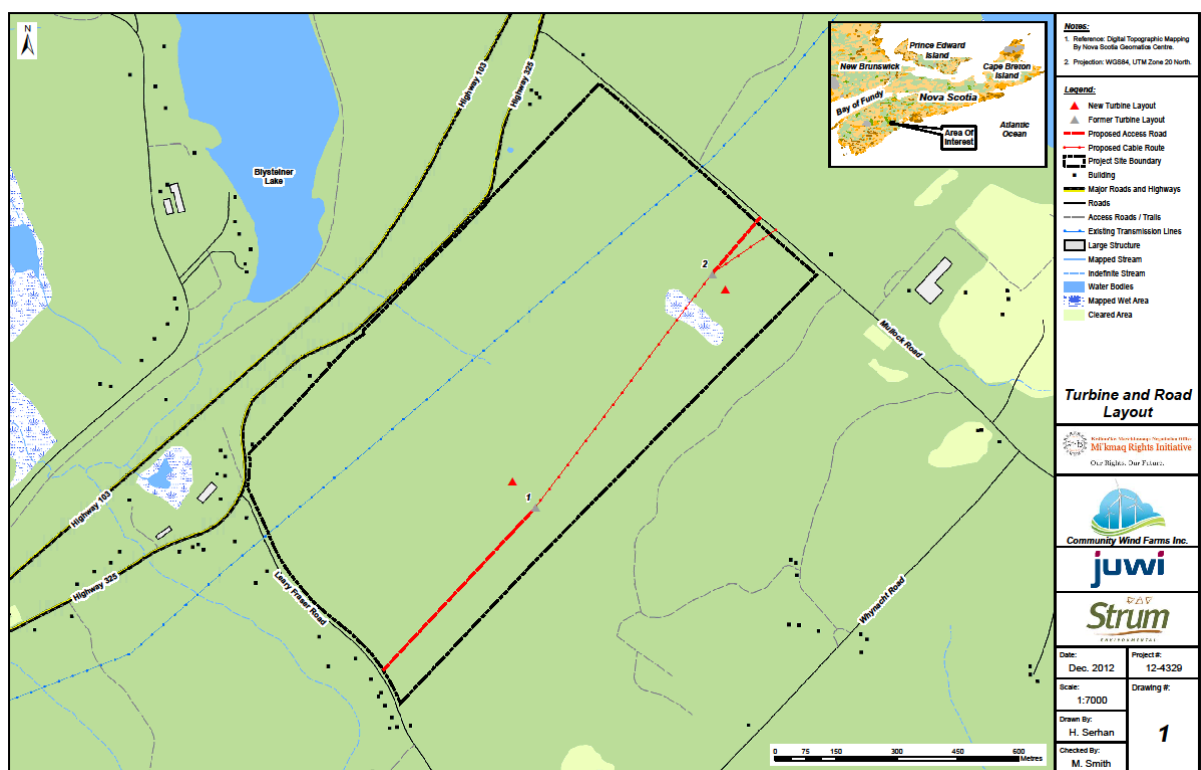 N
Highway 103
Highway 325
Blysteiner
Lake
Prince Edward
Island
New Brunswick
Cape Breton
Island
Nova Scotia
Bay of Fundy
Atlantic
Ocean
Area Of
Interest
2
Mullock Road
1
Highway 103
Highway 325
Leary Fraser Road
Whynacht Road
0 75 150 300 450 600
Metres
Notes:
1. Reference: Digital Topographic Mapping
By Nova Scotia Geomatics Centre.
2. Projection: WGS84, UTM Zone 20 North.
Legend:
New Turbine Layout
Former Turbine Layout
Proposed Access Road
Proposed Cable Route
Project Site Boundary
Building
Major Roads and Highways
Roads
Access Roads / Trails
Existing Transmission Lines
Large Structure
Mapped Stream
Indefinite Stream
Water Bodies
Mapped Wet Area
Cleared Area
Turbine and Road
Layout
Mi'kmaq Rights Initiative
Our Rights. Our Future.
Community Wind Farms Inc.
juwi
Strum
ENVIRONMENTAL
Date:
Dec. 2012
Project #:
12-4329
Scale:
1:7000
Drawing #:
1
Drawn By:
H. Serhan
Checked By:
M. Smith